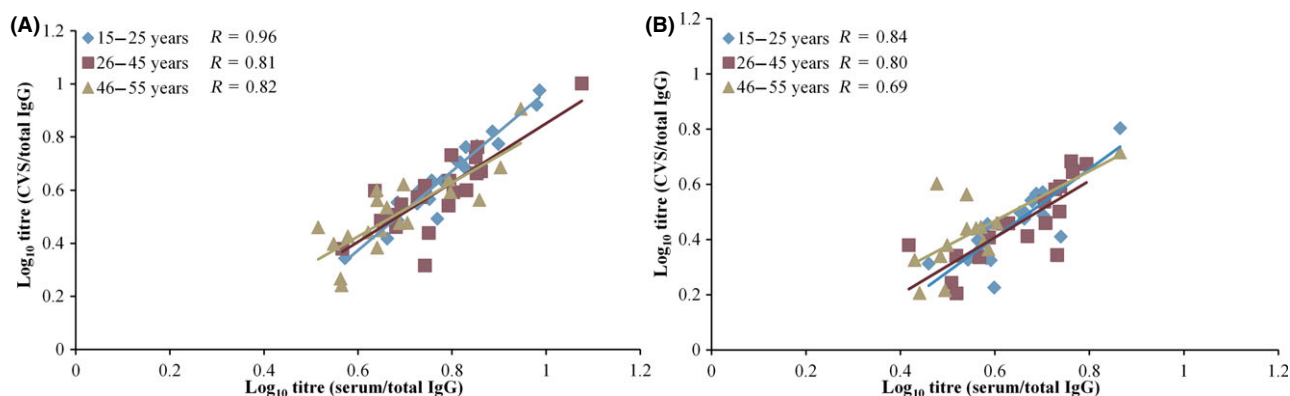 (A)
15–25 years R = 0.96
26–45 years R = 0.81
46–55 years R = 0.82
Log10 titre (CVS/total IgG)
1.2
1
0.8
0.6
0.4
0.2
0
0 0.2 0.4 0.6 0.8 1 1.2
Log10 titre (serum/total IgG)
(B)
15–25 years R = 0.84
26–45 years R = 0.80
46–55 years R = 0.69
Log10 titre (CVS/total IgG)
1.2
1
0.8
0.6
0.4
0.2
0
0 0.2 0.4 0.6 0.8 1 1.2
Log10 titre (serum/total IgG)